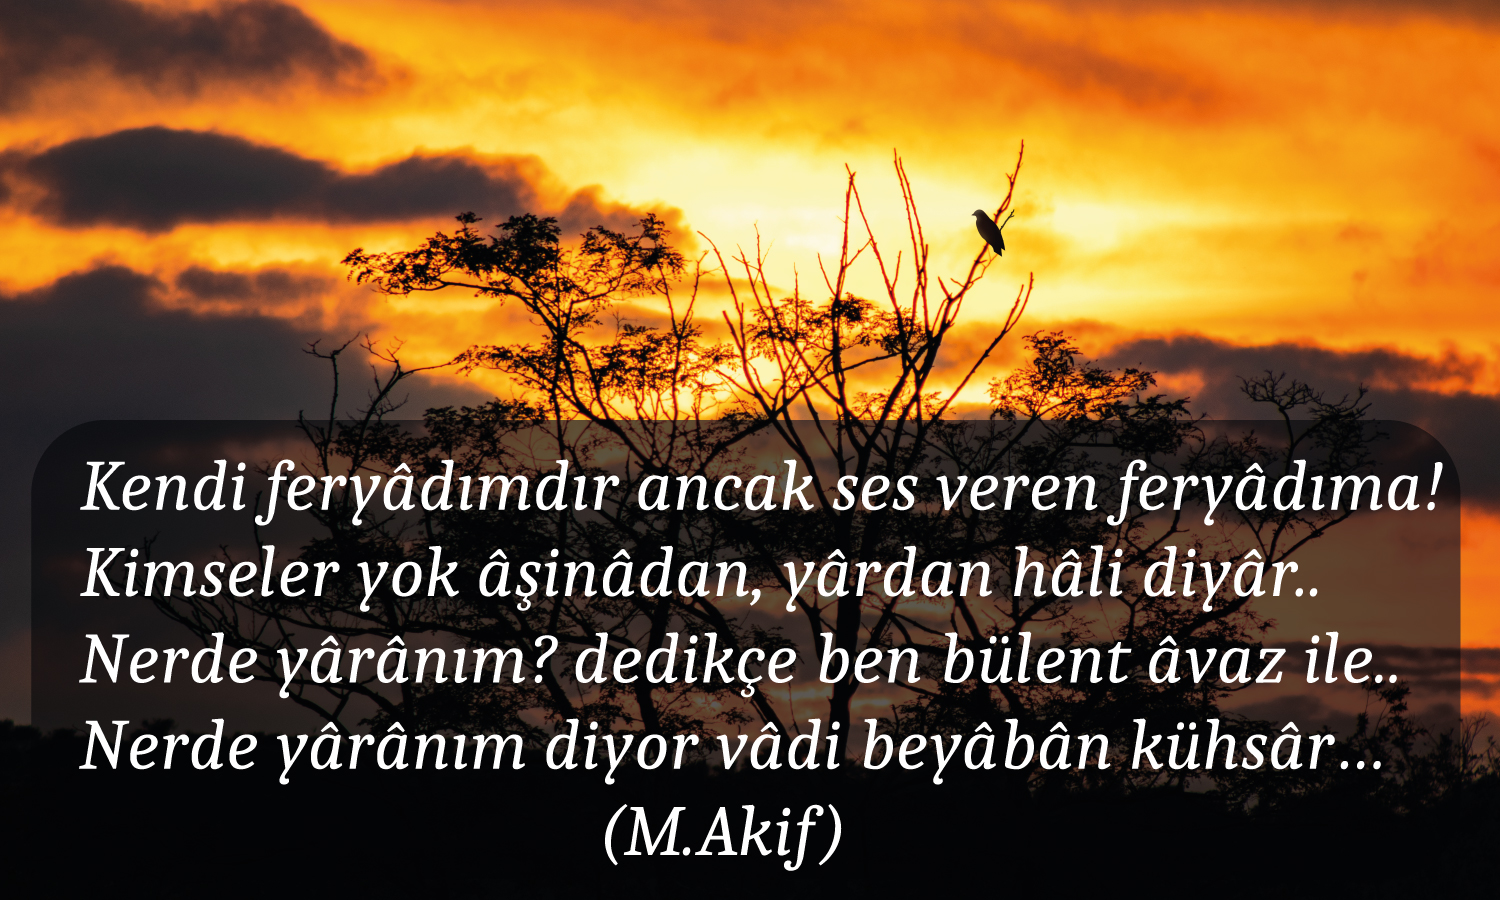 Kendi feryâdımdır ancak ses veren feryâdıma!
Kimseler yok âşinâdan, yârdan hâli diyâr..
Nerde yârânım? dedikçe ben bülent âvaz ile..
Nerde yârânım diyor vâdi beyâbân kühsâr...
(M.Akif)